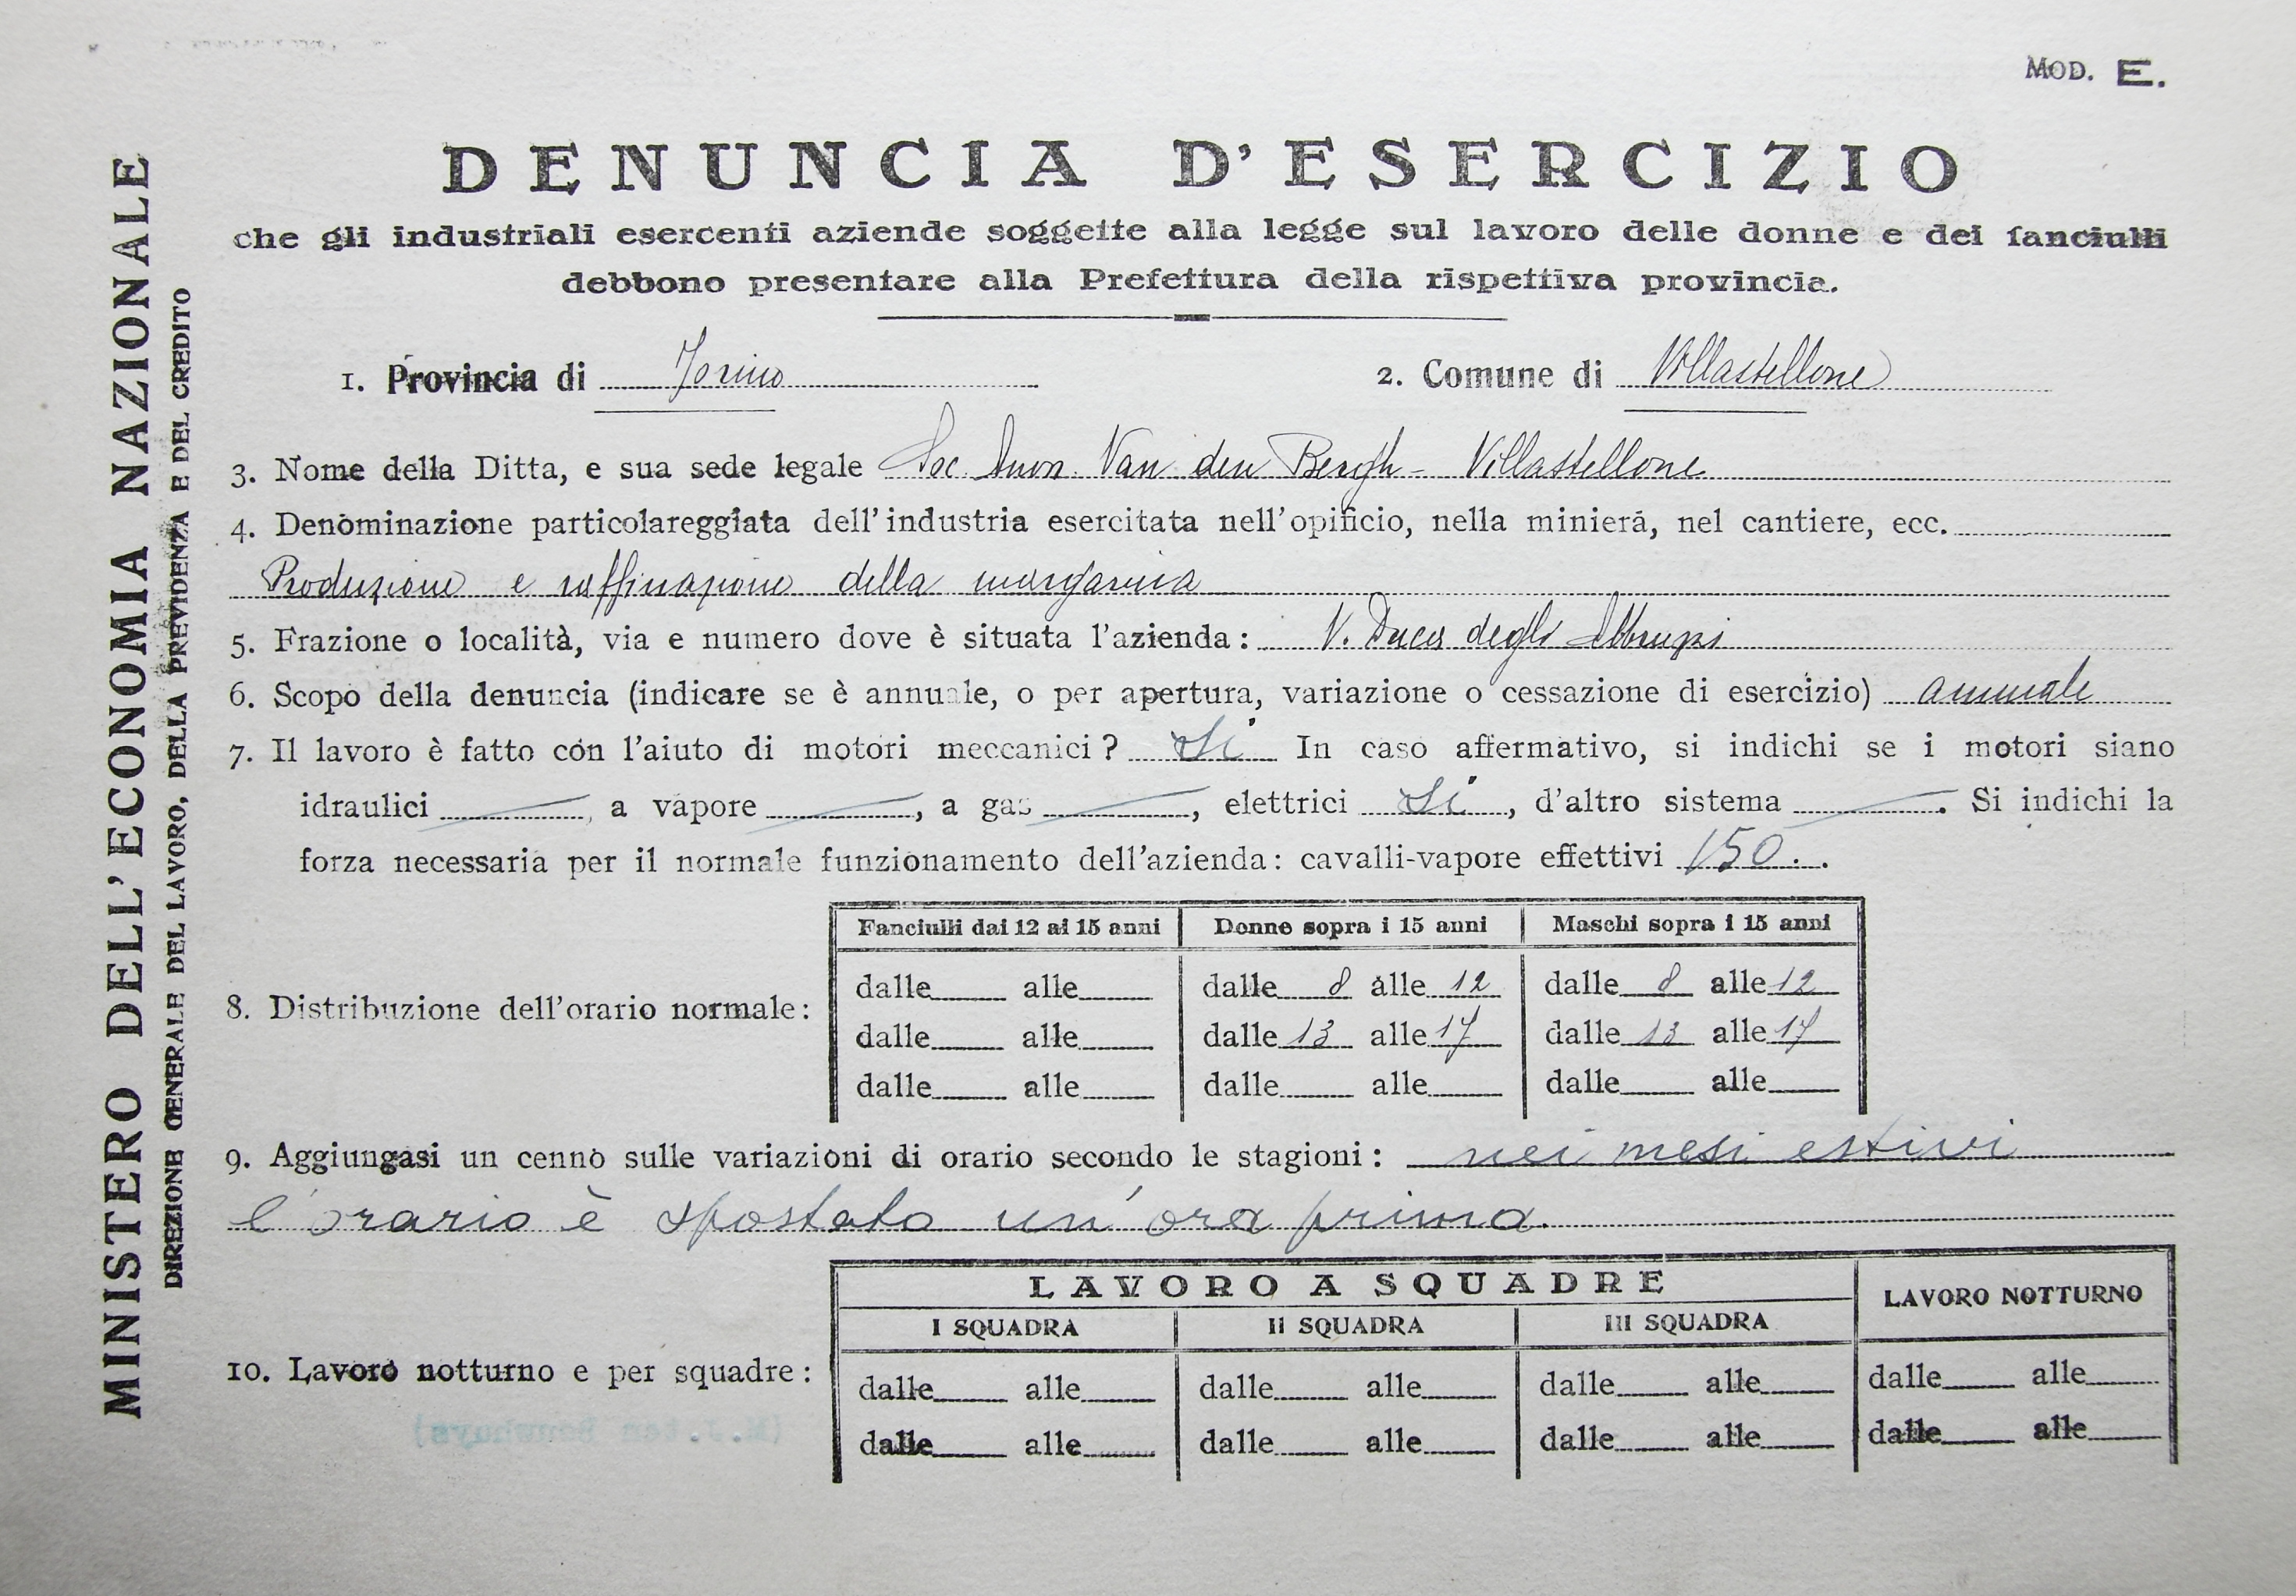 MOD. E.
MINISTERO DELL'ECONOMIA NAZIONALE
DIREZIONE GENERALE DEL LAVORO, DELLA PREVIDENZA E DEL CREDITO
DENUNCIA D'ESERCIZIO
che gli industriali esercenti aziende soggette alla legge sul lavoro delle donne e dei fanciulli
debbono presentare alla Prefettura della rispettiva provincia.
1. Provincia di Torino 2. Comune di Villastellone
3. Nome della Ditta, e sua sede legale Soc. Anon. Van den Bergh - Villastellone
4. Denominazione particolareggiata dell'industria esercitata nell'opificio, nella miniera, nel cantiere, ecc.
Produzione e raffinazione della margarina
5. Frazione o località, via e numero dove è situata l'azienda: V. Duca degli Abbruzzi
6. Scopo della denuncia (indicare se è annuale, o per apertura, variazione o cessazione di esercizio) annuale
7. Il lavoro è fatto con l'aiuto di motori meccanici? Si In caso affermativo, si indichi se i motori siano
idraulici , a vapore , a gas , elettrici Si , d'altro sistema . Si indichi la
forza necessaria per il normale funzionamento dell'azienda: cavalli-vapore effettivi 150.
Fanciulli dai 12 ai 15 anni Donne sopra i 15 anni Maschi sopra i 15 anni
dalle alle dalle 8 alle 12 dalle 8 alle 12
8. Distribuzione dell'orario normale:
dalle alle dalle 13 alle 17 dalle 13 alle 17
dalle alle dalle alle dalle alle
9. Aggiungasi un cenno sulle variazioni di orario secondo le stagioni: nei mesi estivi
l'orario è spostato un'ora prima.
LAVORO A SQUADRE LAVORO NOTTURNO
I SQUADRA II SQUADRA III SQUADRA
10. Lavoro notturno e per squadre:
dalle alle dalle alle dalle alle dalle alle
dalle alle dalle alle dalle alle dalle alle